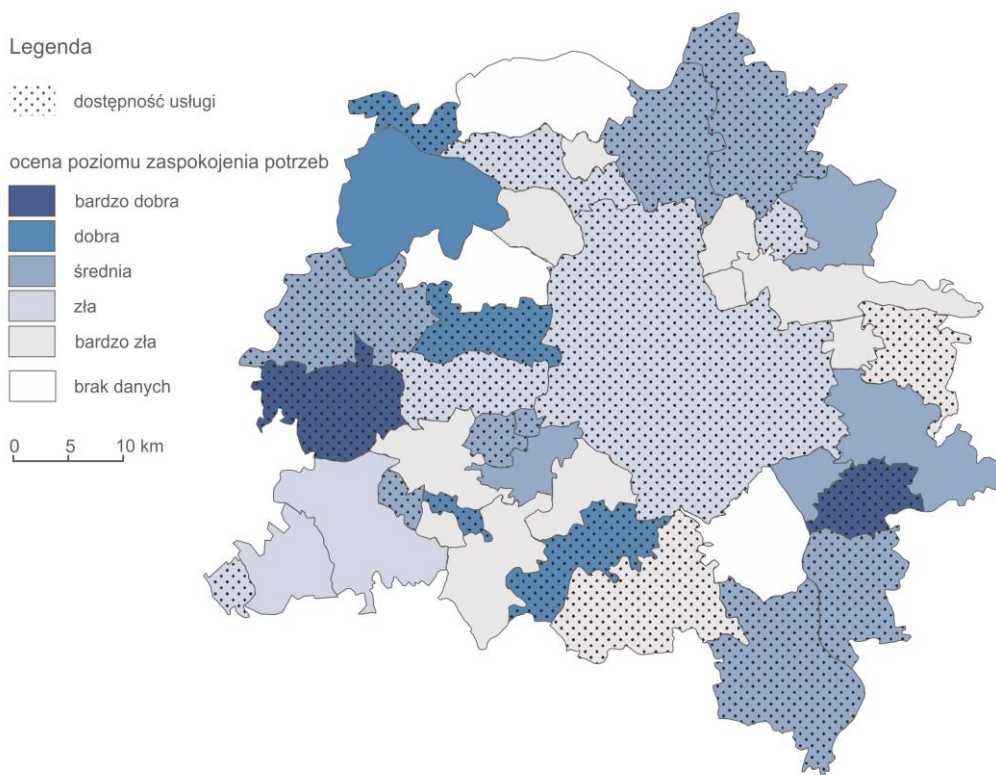 Legenda
dostępność usługi
ocena poziomu zaspokojenia potrzeb
bardzo dobra
dobra
średnia
zła
bardzo zła
brak danych
0 5 10 km